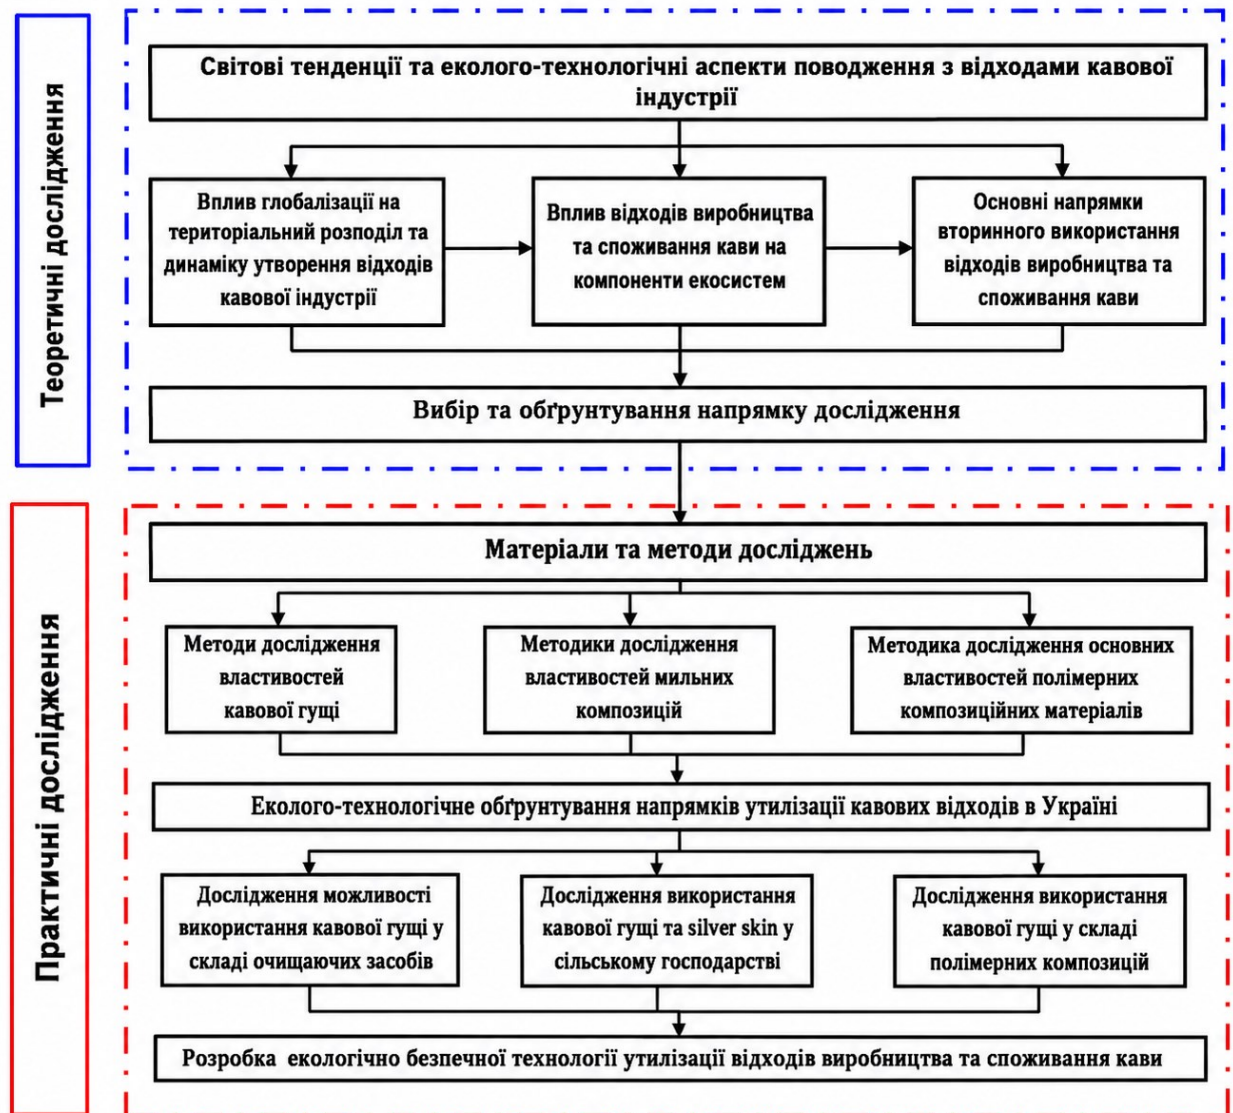 Теоретичні дослідження
Світові тенденції та еколого-технологічні аспекти поводження з відходами кавової
індустрії
Вплив глобалізації на
територіальний розподіл та
динаміку утворення відходів
кавової індустрії
Вплив відходів виробництва
та споживання кави на
компоненти екосистем
Основні напрямки
вторинного використання
відходів виробництва та
споживання кави
Вибір та обґрунтування напрямку дослідження
Практичні дослідження
Матеріали та методи досліджень
Методи дослідження
властивостей
кавової гущі
Методики дослідження
властивостей мильних
композицій
Методика дослідження основних
властивостей полімерних
композиційних матеріалів
Еколого-технологічне обґрунтування напрямків утилізації кавових відходів в Україні
Дослідження можливості
використання кавової гущі у
складі очищаючих засобів
Дослідження використання
кавової гущі та silver skin у
сільському господарстві
Дослідження використання
кавової гущі у складі
полімерних композицій
Розробка екологічно безпечної технології утилізації відходів виробництва та споживання кави